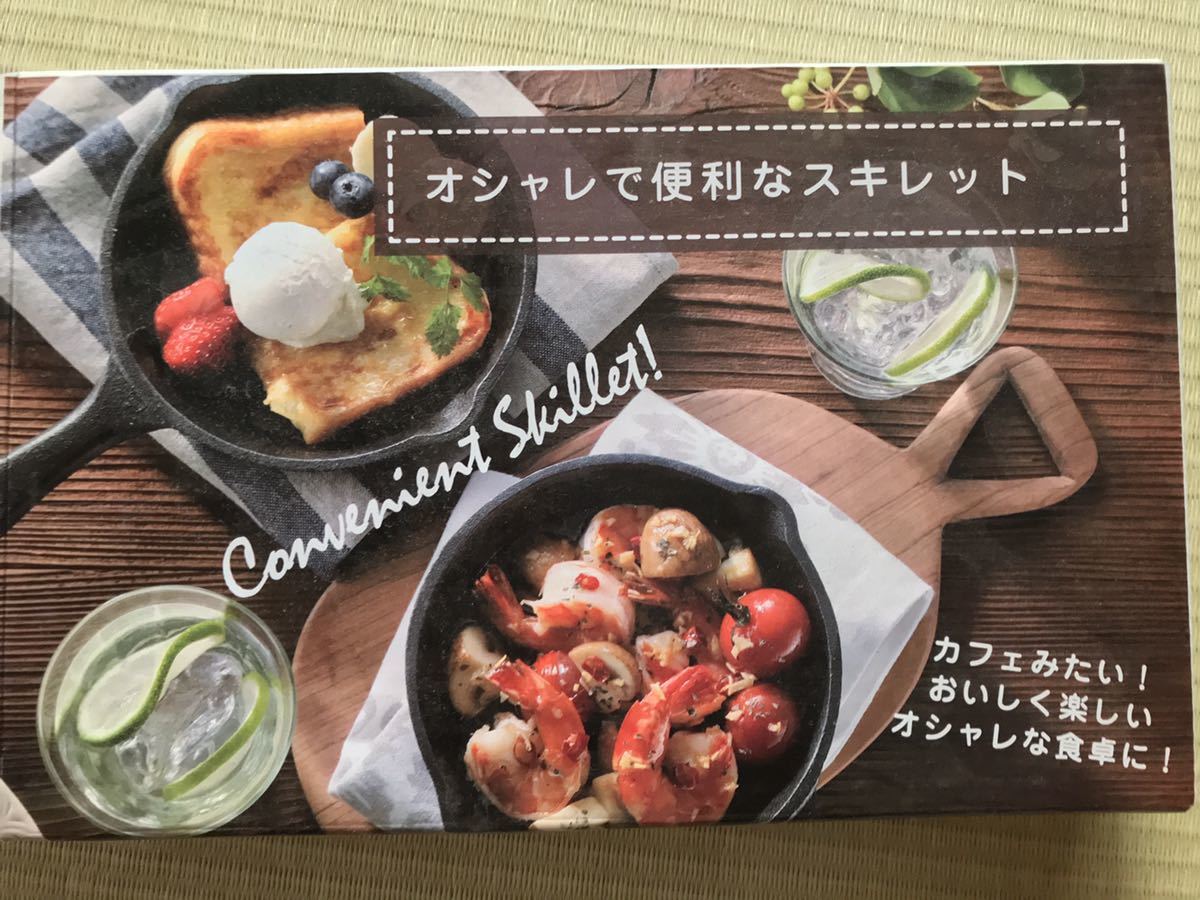 オシャレで便利なスキレット
Convenient Skillet!
カフェみたい！
おいしく楽しい
オシャレな食卓に！